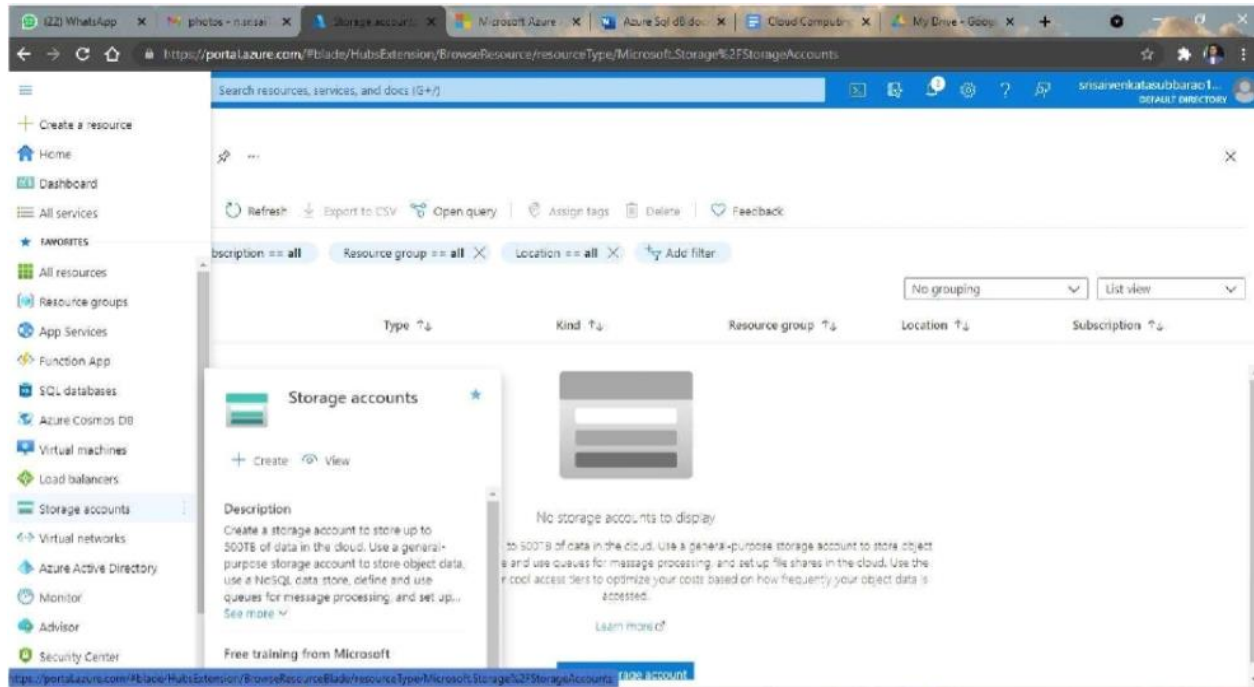 (22) WhatsApp
Storage account
Microsoft Azure
Azure Sql dB do
Cloud Computin
My Drive - Goog
https://portal.azure.com/#blade/HubsExtension/BrowseResource/resourceType/Microsoft.Storage%2FStorageAccounts
Search resources, services, and docs (G+/)
1
srisaivenkatasubbarao1...
DEFAULT DIRECTORY
Create a resource
Home
Dashboard
All services
FAVORITES
All resources
Resource groups
App Services
Function App
SQL databases
Azure Cosmos DB
Virtual machines
Load balancers
Storage accounts
Virtual networks
Azure Active Directory
Monitor
Advisor
Security Center
Refresh Export to CSV Open query Assign tags Delete Feedback
bscription == all Resource group == all Location == all Add filter
No grouping List view
Type Kind Resource group Location Subscription
Storage accounts
Create View
Description
Create a storage account to store up to
500TB of data in the cloud. Use a general-
purpose storage account to store object data,
use a NoSQL data store, define and use
queues for message processing, and set up...
See more
Free training from Microsoft
No storage accounts to display
to 500TB of data in the cloud. Use a general-purpose storage account to store object
e and use queues for message processing, and set up file shares in the cloud. Use the
r cool access tiers to optimize your costs based on how frequently your object data is
accessed.
Learn more
rage account
https://portal.azure.com/#blade/HubsExtension/BrowseResourceBlade/resourceType/Microsoft.Storage%2FStorageAccounts